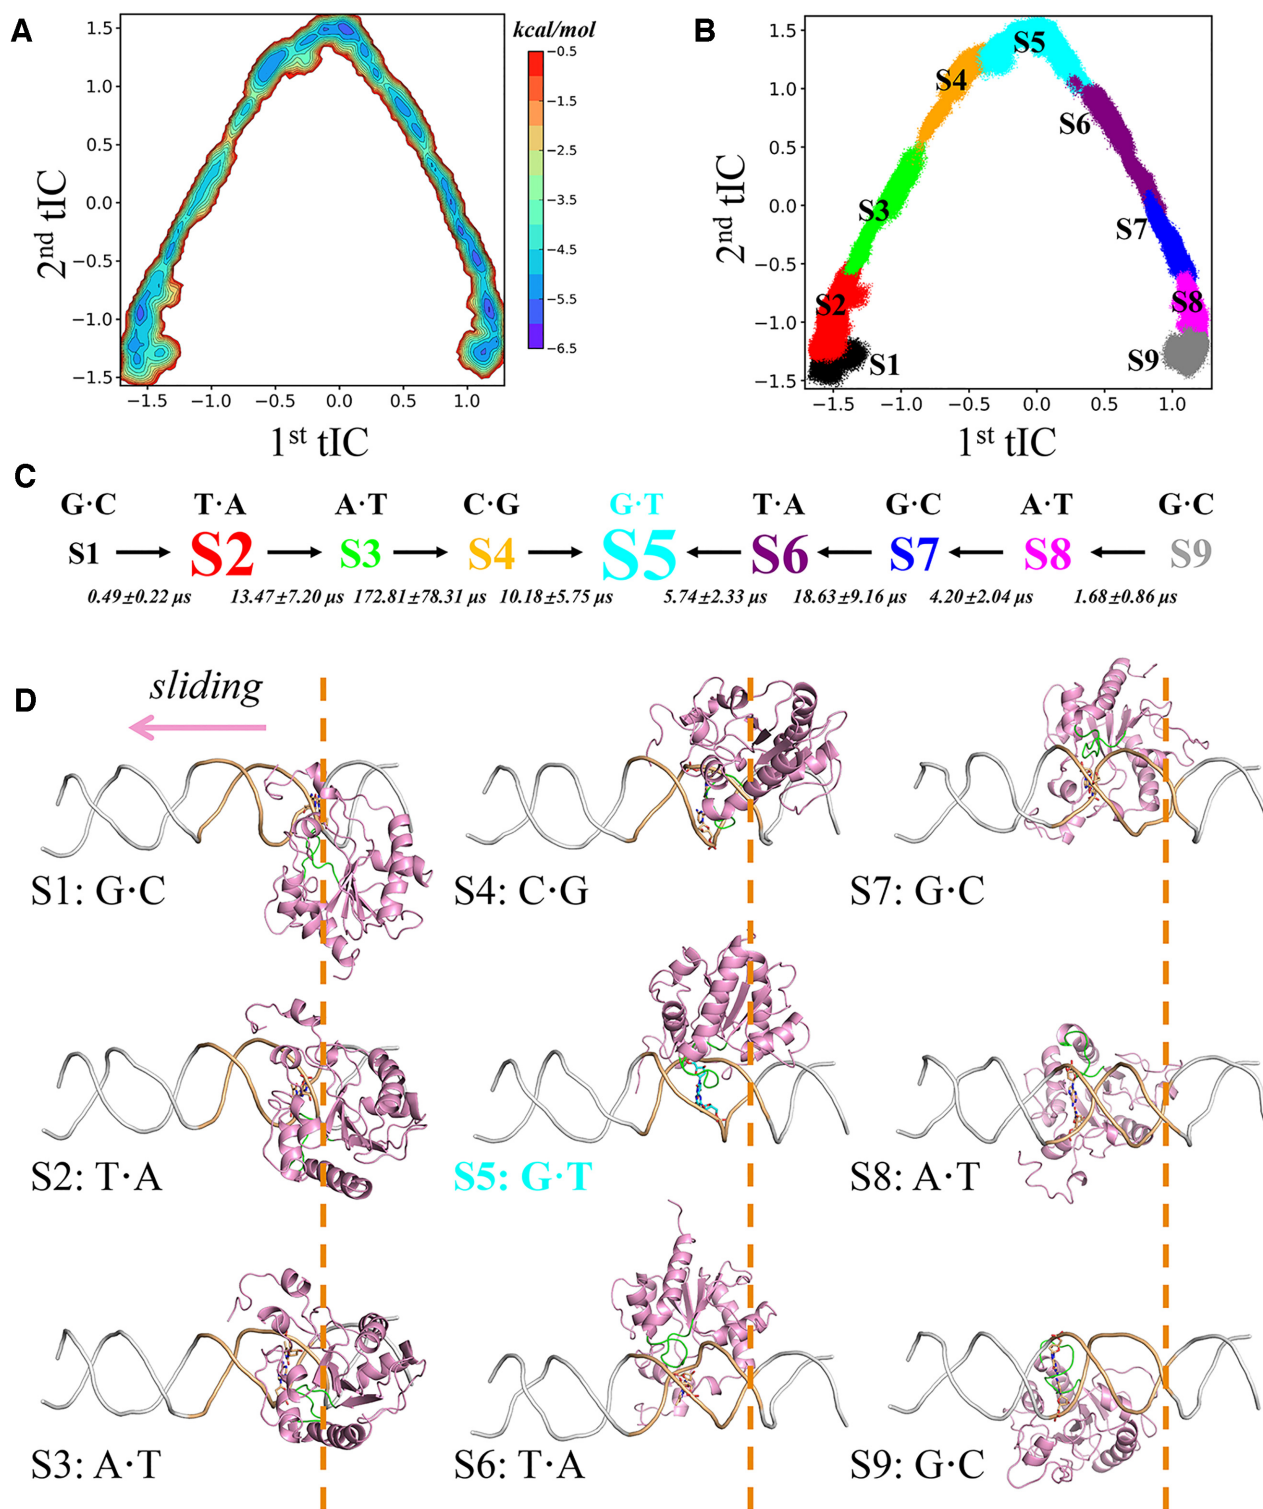 A
kcal/mol
1.5
1.0
0.5
0.0
−0.5
−1.0
−1.5
2nd tIC
−1.5 −1.0 −0.5 0.0 0.5 1.0
1st tIC
−0.5
−1.5
−2.5
−3.5
−4.5
−5.5
−6.5
B
1.5
1.0
0.5
0.0
−0.5
−1.0
−1.5
2nd tIC
S5
S4
S6
S3
S7
S2
S8
S1
S9
−1.5 −1.0 −0.5 0.0 0.5 1.0
1st tIC
C
G·C T·A A·T C·G G·T T·A G·C A·T G·C
S1 S2 S3 S4 S5 S6 S7 S8 S9
0.49±0.22 μs 13.47±7.20 μs 172.81±78.31 μs 10.18±5.75 μs 5.74±2.33 μs 18.63±9.16 μs 4.20±2.04 μs 1.68±0.86 μs
D
sliding
S1: G·C
S4: C·G
S7: G·C
S2: T·A
S5: G·T
S8: A·T
S3: A·T
S6: T·A
S9: G·C